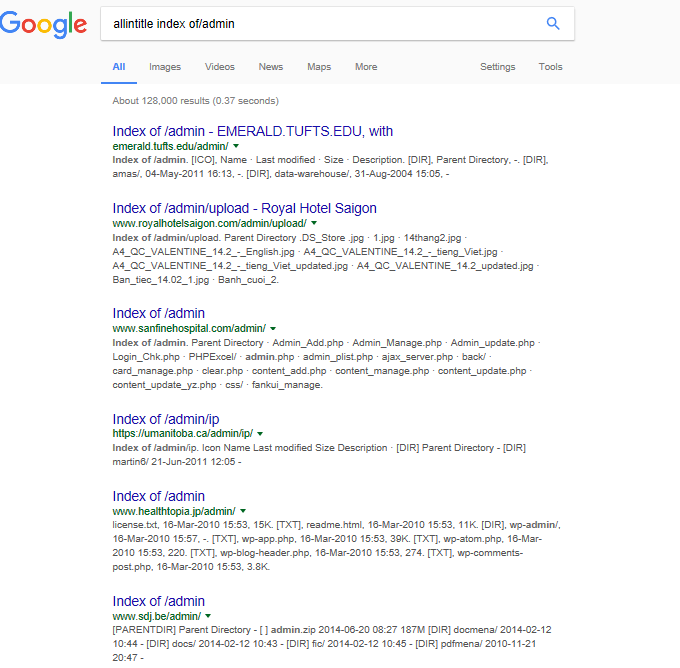 Google
allintitle index of/admin
All Images Videos News Maps More Settings Tools
About 128,000 results (0.37 seconds)
Index of /admin - EMERALD.TUFTS.EDU, with
emerald.tufts.edu/admin/
Index of /admin. [ICO], Name · Last modified · Size · Description. [DIR], Parent Directory, -. [DIR],
amas/, 04-May-2011 16:13, -. [DIR], data-warehouse/, 31-Aug-2004 15:05, -
Index of /admin/upload - Royal Hotel Saigon
www.royalhotelsaigon.com/admin/upload/
Index of /admin/upload. Parent Directory .DS_Store .jpg · 1.jpg · 14thang2.jpg ·
A4_QC_VALENTINE_14.2_-_English.jpg · A4_QC_VALENTINE_14.2_-_tieng_Viet.jpg ·
A4_QC_VALENTINE_14.2_-_tieng_Viet_updated.jpg · A4_QC_VALENTINE_14.2_updated.jpg ·
Ban_tiec_14.02_1.jpg · Banh_cuoi_2.
Index of /admin
www.sanfinehospital.com/admin/
Index of /admin. Parent Directory · Admin_Add.php · Admin_Manage.php · Admin_update.php ·
Login_Chk.php · PHPExcel/ · admin.php · admin_plist.php · ajax_server.php · back/ ·
card_manage.php · clear.php · content_add.php · content_manage.php · content_update.php ·
content_update_yz.php · css/ · fankui_manage.
Index of /admin/ip
https://umanitoba.ca/admin/ip/
Index of /admin/ip. Icon Name Last modified Size Description · [DIR] Parent Directory - [DIR]
martin6/ 21-Jun-2011 12:05 -
Index of /admin
www.healthtopia.jp/admin/
license.txt, 16-Mar-2010 15:53, 15K. [TXT], readme.html, 16-Mar-2010 15:53, 11K. [DIR], wp-admin/,
16-Mar-2010 15:57, -. [TXT], wp-app.php, 16-Mar-2010 15:53, 39K. [TXT], wp-atom.php, 16-Mar-
2010 15:53, 220. [TXT], wp-blog-header.php, 16-Mar-2010 15:53, 274. [TXT], wp-comments-
post.php, 16-Mar-2010 15:53, 3.8K.
Index of /admin
www.sdj.be/admin/
[PARENTDIR] Parent Directory - [ ] admin.zip 2014-06-20 08:27 187M [DIR] docmena/ 2014-02-12
10:44 - [DIR] docs/ 2014-02-12 10:43 - [DIR] fic/ 2014-02-12 10:45 - [DIR] pdfmena/ 2010-11-21
20:47 -